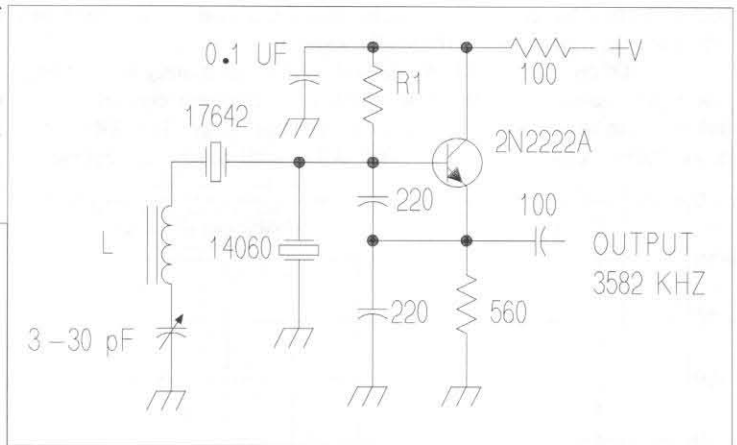 0.1 UF
+V
100
R1
17642
2N2222A
220
100
L
14060
OUTPUT
3582 KHZ
220
560
3-30 pF